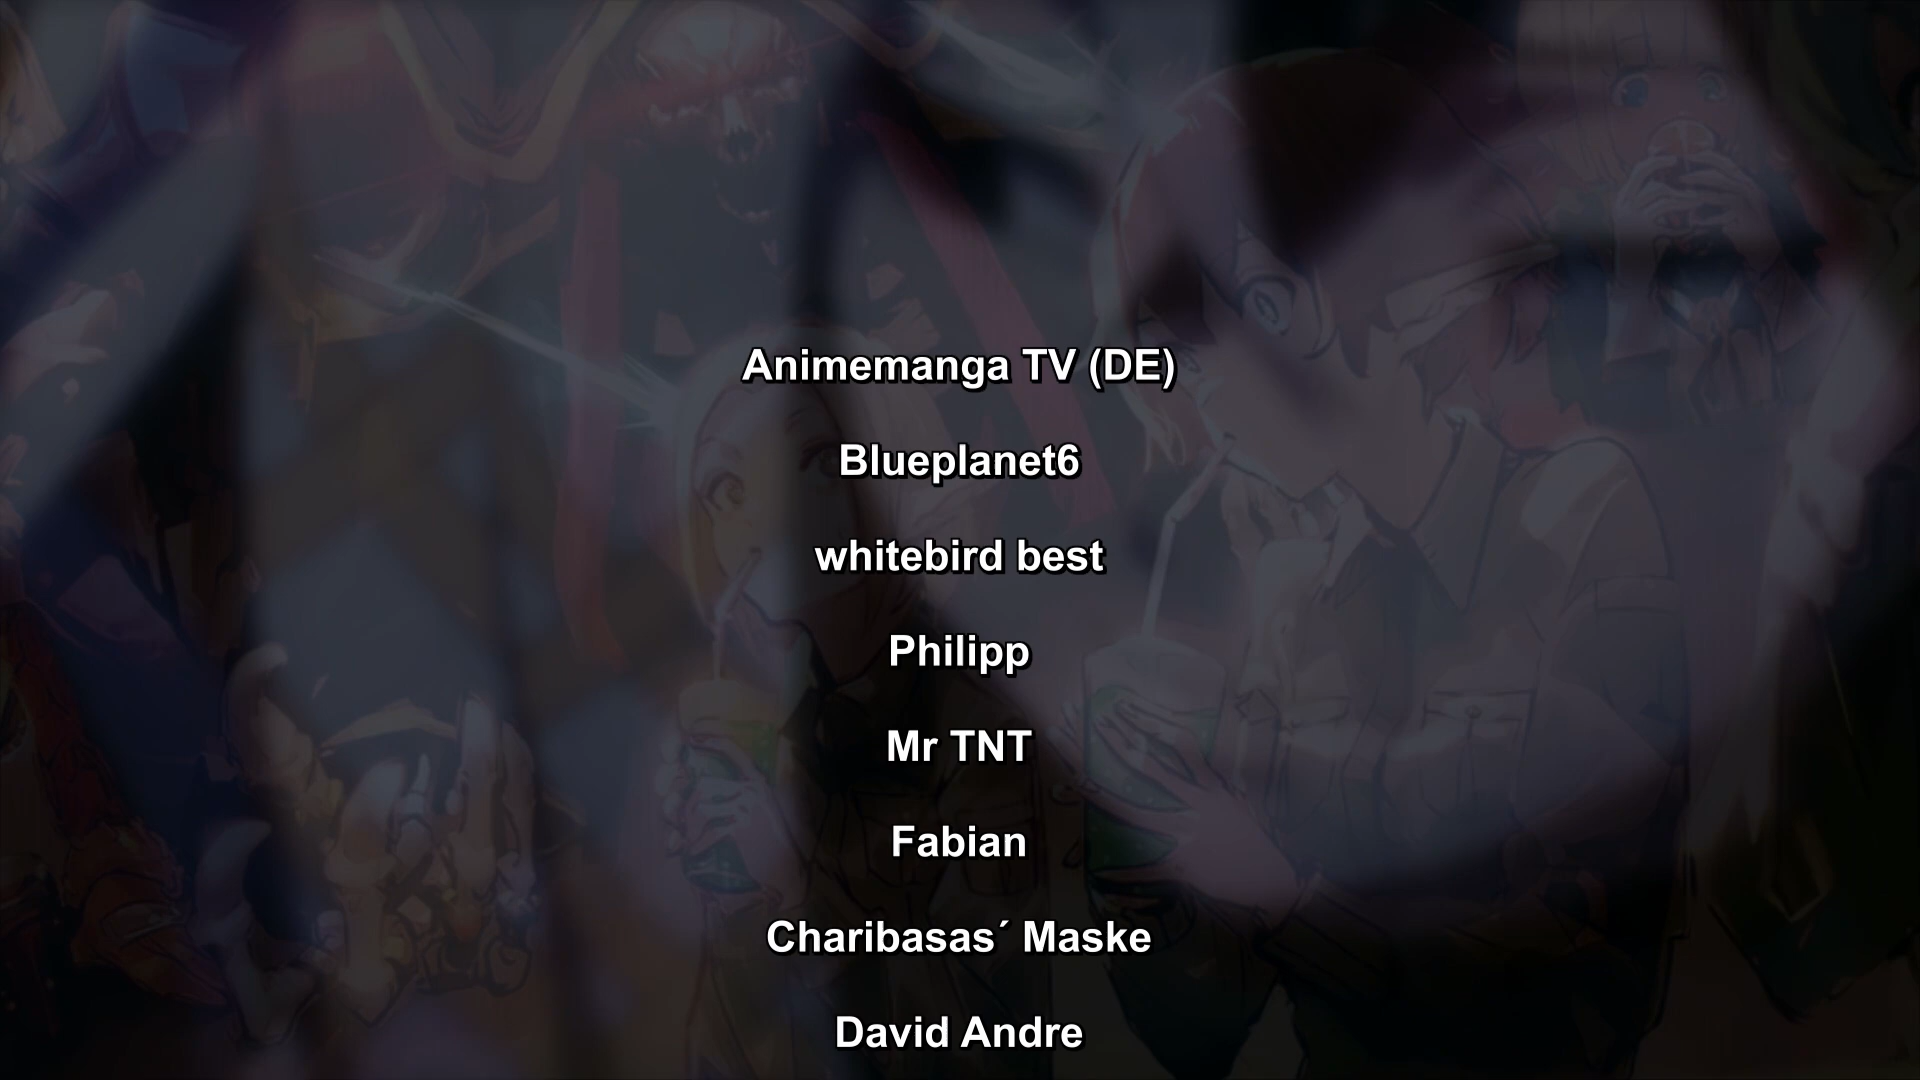 Animemanga TV (DE)
Blueplanet6
whitebird best
Philipp
Mr TNT
Fabian
Charibasas´ Maske
David Andre